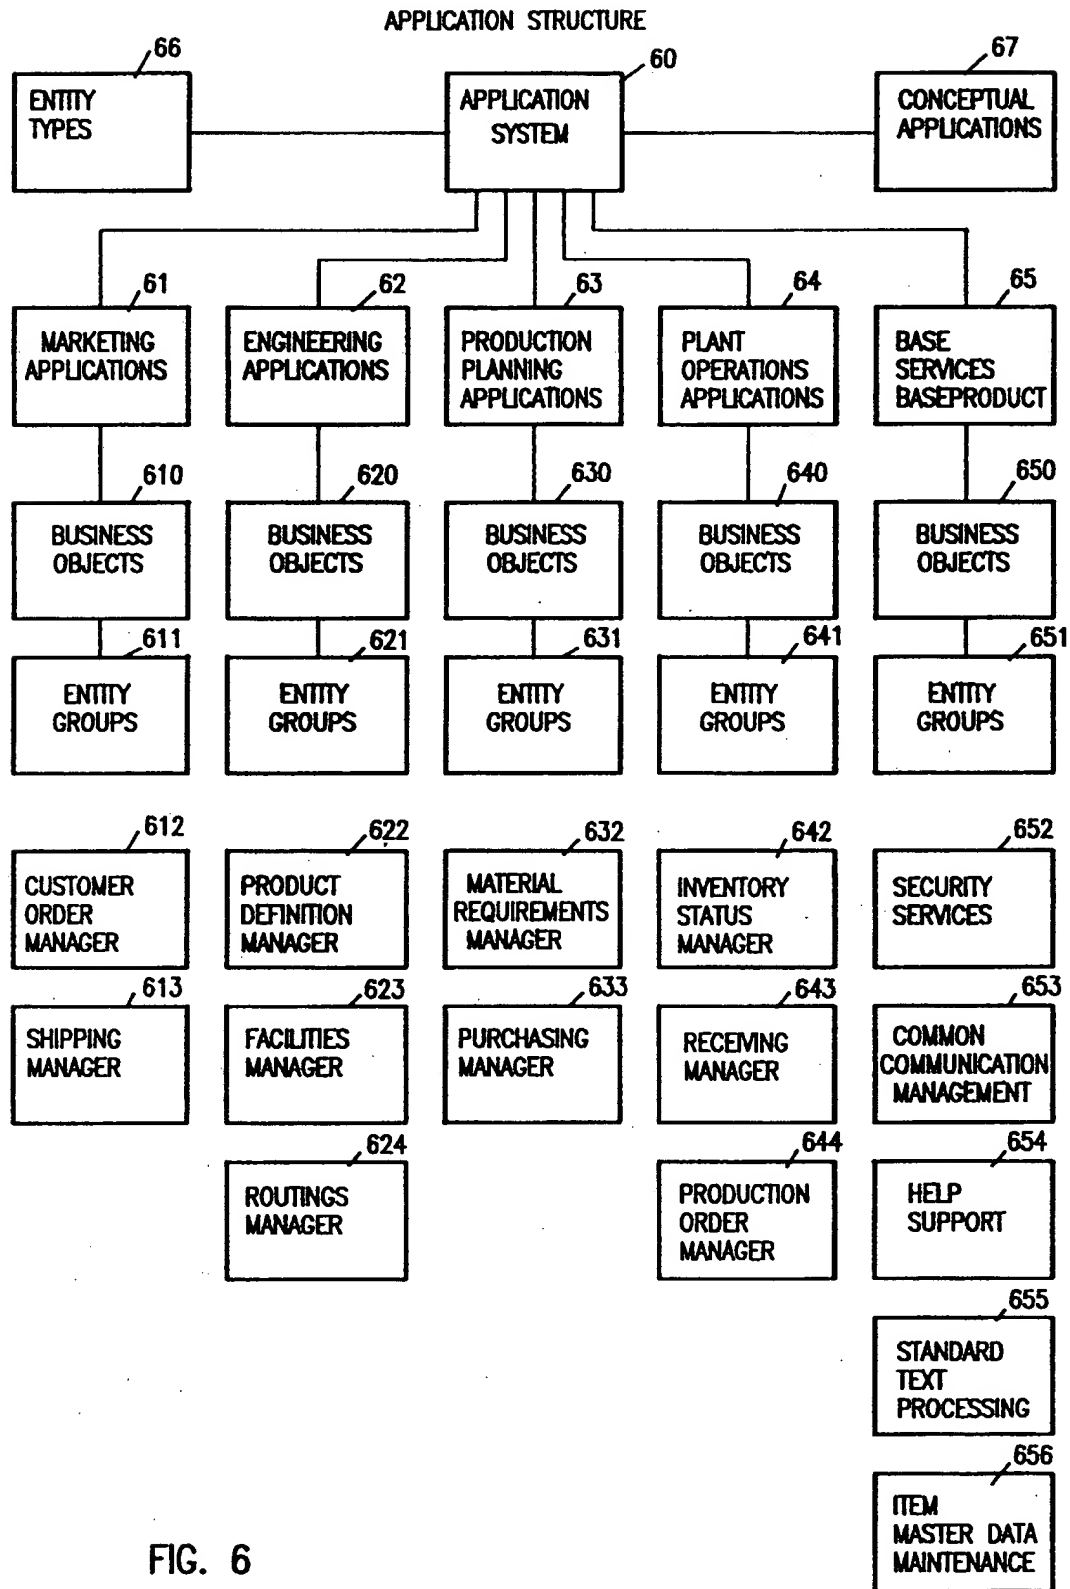 APPLICATION STRUCTURE
66
60
67
ENTITY
TYPES
APPLICATION
SYSTEM
CONCEPTUAL
APPLICATIONS
61
62
63
64
65
MARKETING
APPLICATIONS
ENGINEERING
APPLICATIONS
PRODUCTION
PLANNING
APPLICATIONS
PLANT
OPERATIONS
APPLICATIONS
BASE
SERVICES
BASEPRODUCT
610
620
630
640
650
BUSINESS
OBJECTS
BUSINESS
OBJECTS
BUSINESS
OBJECTS
BUSINESS
OBJECTS
BUSINESS
OBJECTS
611
621
631
641
651
ENTITY
GROUPS
ENTITY
GROUPS
ENTITY
GROUPS
ENTITY
GROUPS
ENTITY
GROUPS
612
622
632
642
652
CUSTOMER
ORDER
MANAGER
PRODUCT
DEFINITION
MANAGER
MATERIAL
REQUIREMENTS
MANAGER
INVENTORY
STATUS
MANAGER
SECURITY
SERVICES
613
623
633
643
653
SHIPPING
MANAGER
FACILITIES
MANAGER
PURCHASING
MANAGER
RECEIVING
MANAGER
COMMON
COMMUNICATION
MANAGEMENT
624
644
654
ROUTINGS
MANAGER
PRODUCTION
ORDER
MANAGER
HELP
SUPPORT
655
STANDARD
TEXT
PROCESSING
656
ITEM
MASTER DATA
MAINTENANCE
FIG. 6